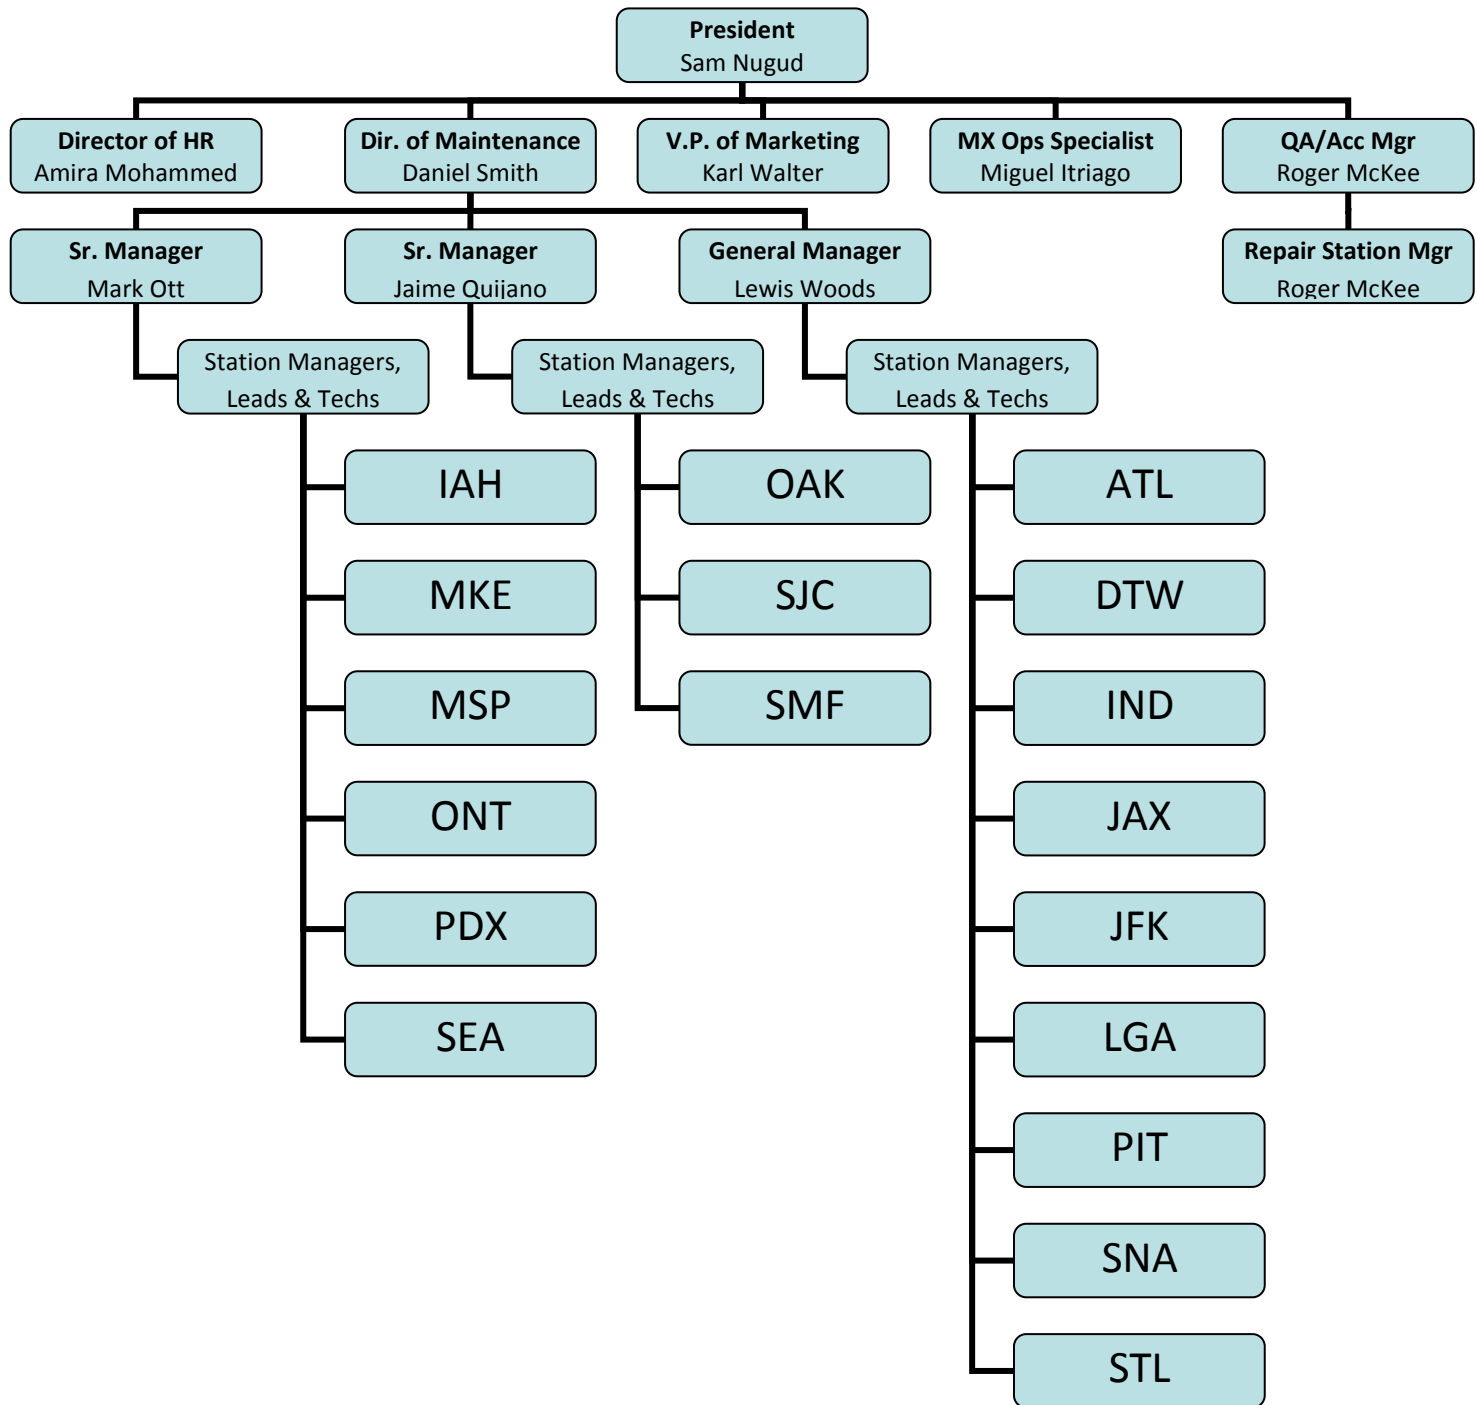 President
Sam Nugud
Director of HR
Amira Mohammed
Dir. of Maintenance
Daniel Smith
V.P. of Marketing
Karl Walter
MX Ops Specialist
Miguel Itriago
QA/Acc Mgr
Roger McKee
Sr. Manager
Mark Ott
Sr. Manager
Jaime Quijano
General Manager
Lewis Woods
Repair Station Mgr
Roger McKee
Station Managers,
Leads & Techs
Station Managers,
Leads & Techs
Station Managers,
Leads & Techs
IAH
MKE
MSP
ONT
PDX
SEA
OAK
SJC
SMF
ATL
DTW
IND
JAX
JFK
LGA
PIT
SNA
STL